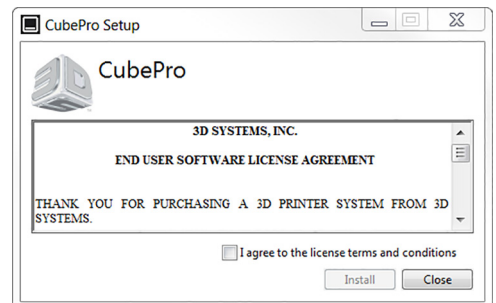 CubePro Setup
CubePro
3D SYSTEMS, INC.
END USER SOFTWARE LICENSE AGREEMENT
THANK YOU FOR PURCHASING A 3D PRINTER SYSTEM FROM 3D
SYSTEMS.
I agree to the license terms and conditions
Install Close